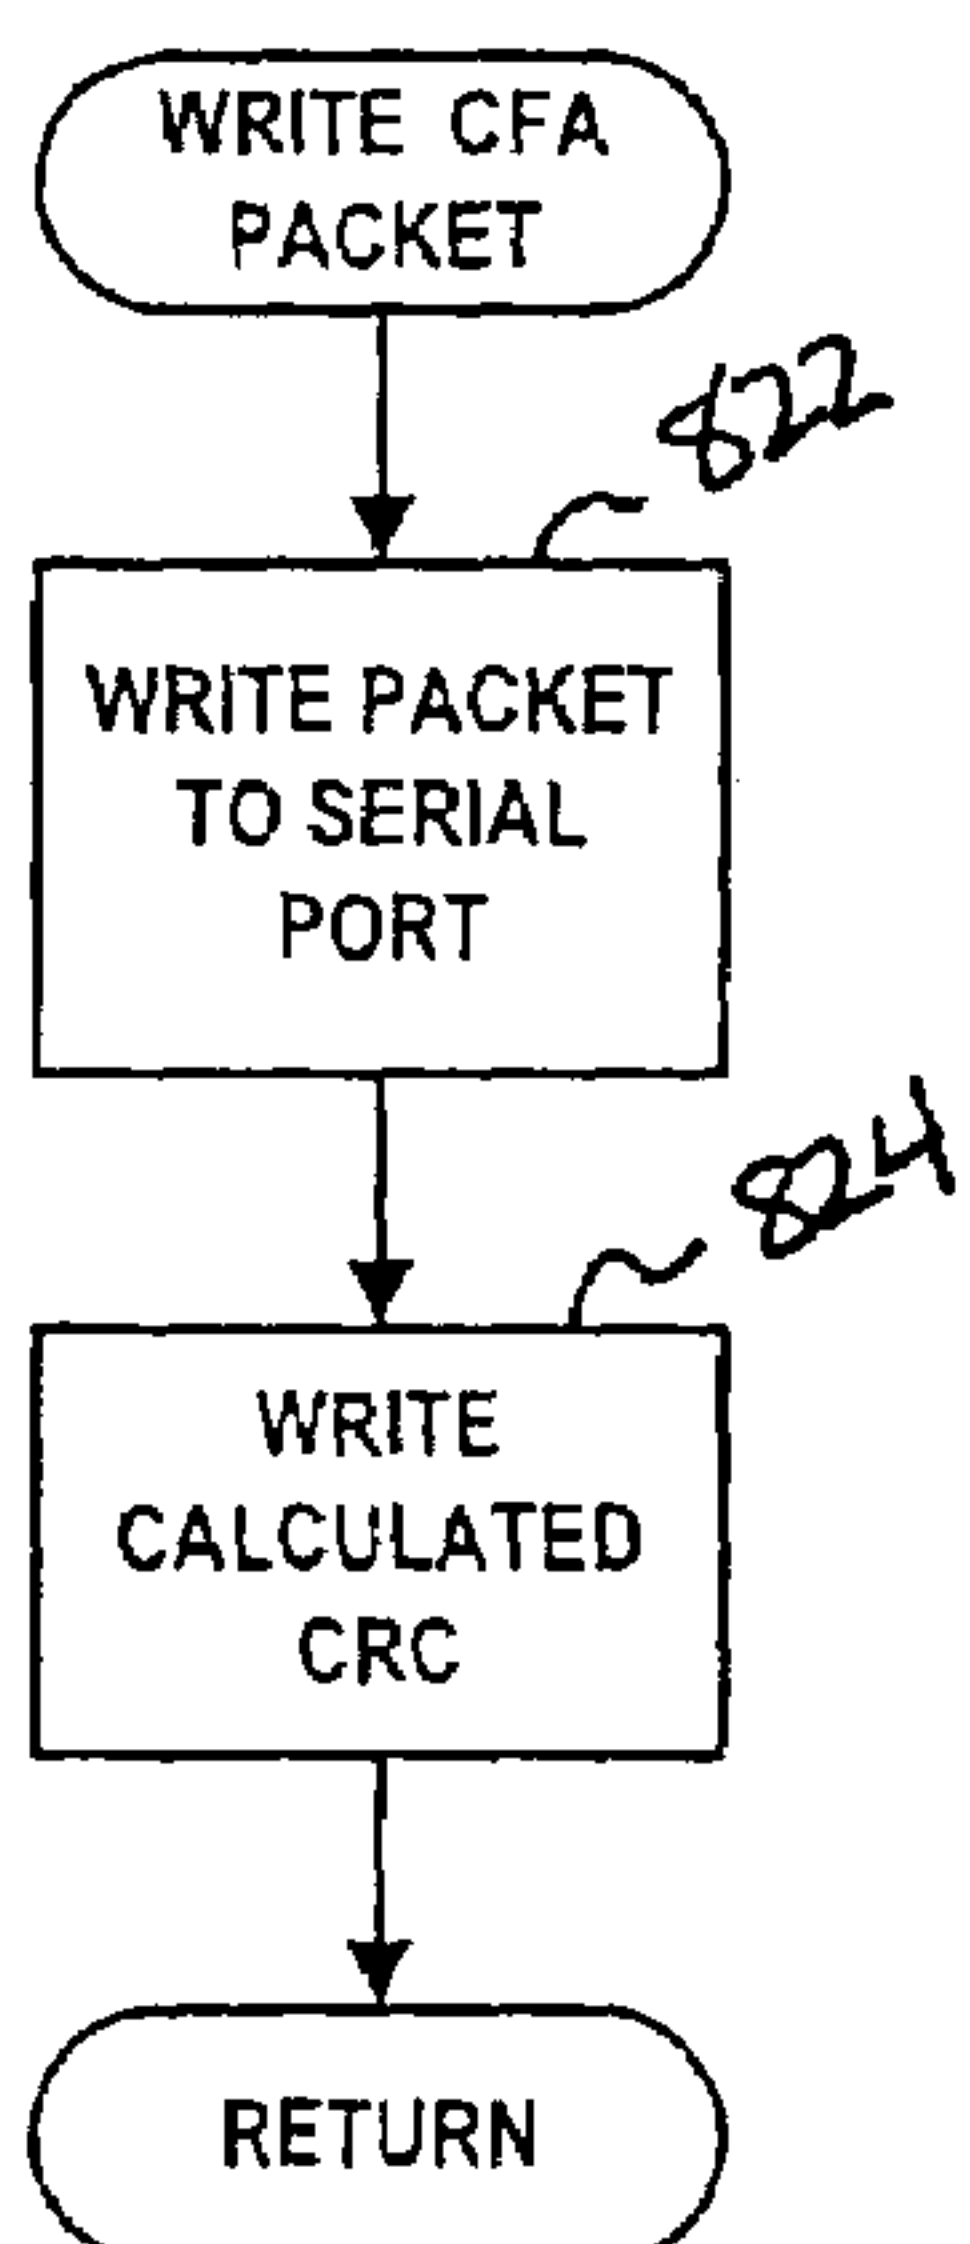 WRITE CFA
PACKET
822
WRITE PACKET
TO SERIAL
PORT
824
WRITE
CALCULATED
CRC
RETURN